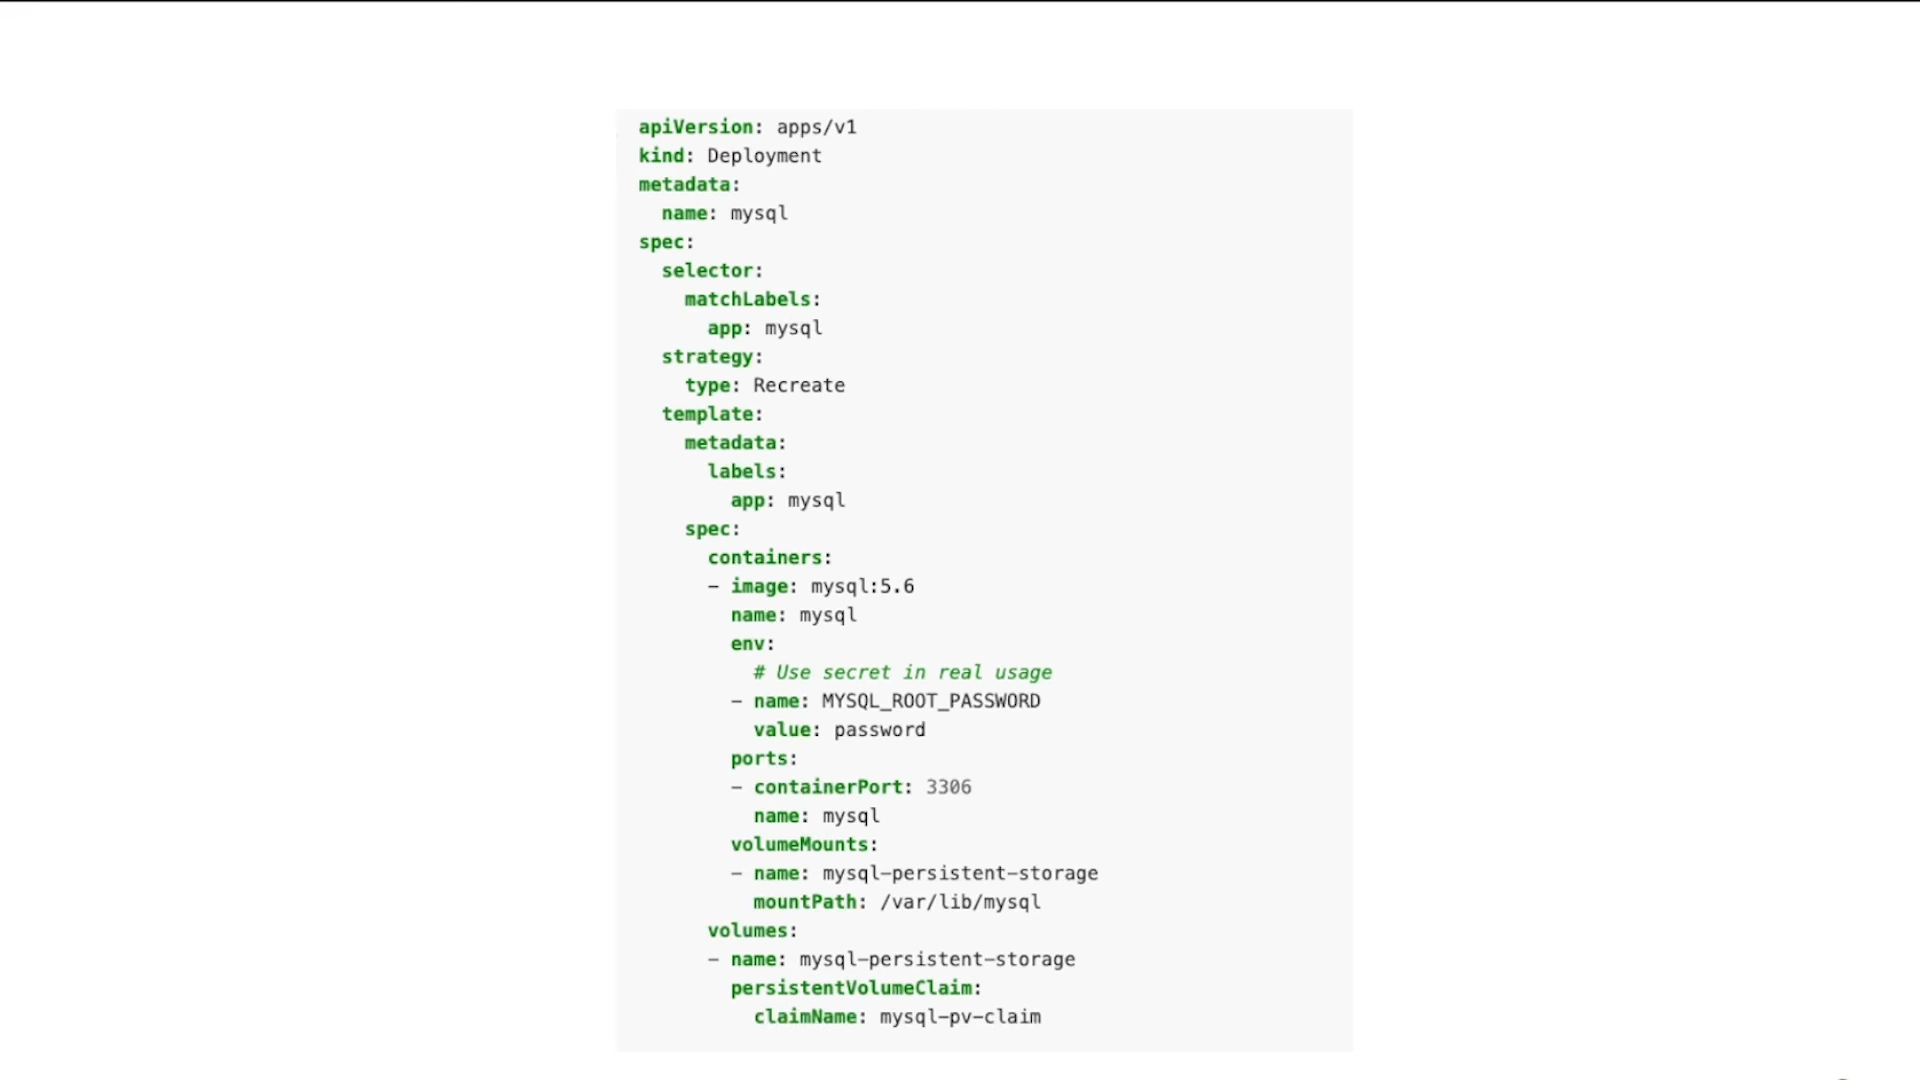 apiVersion: apps/v1
kind: Deployment
metadata:
  name: mysql
spec:
  selector:
    matchLabels:
      app: mysql
  strategy:
    type: Recreate
  template:
    metadata:
      labels:
        app: mysql
    spec:
      containers:
      - image: mysql:5.6
        name: mysql
        env:
          # Use secret in real usage
        - name: MYSQL_ROOT_PASSWORD
          value: password
        ports:
        - containerPort: 3306
          name: mysql
        volumeMounts:
        - name: mysql-persistent-storage
          mountPath: /var/lib/mysql
      volumes:
      - name: mysql-persistent-storage
        persistentVolumeClaim:
          claimName: mysql-pv-claim